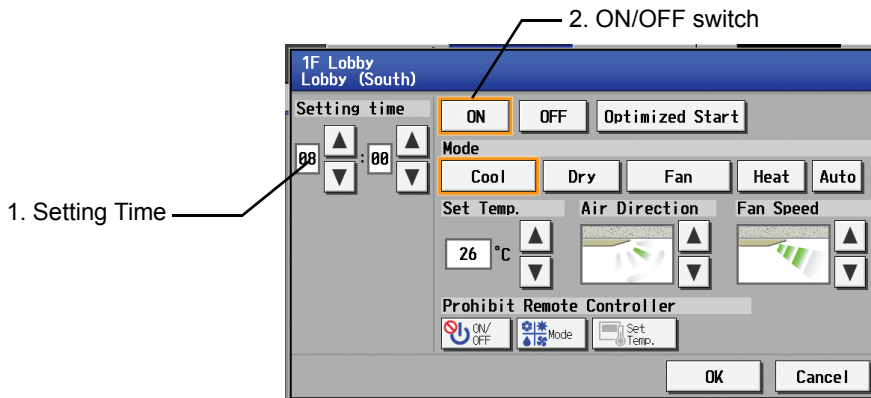 2. ON/OFF switch
1F Lobby
Lobby (South)
Setting time
ON OFF Optimized Start
08 : 00
Mode
Cool Dry Fan Heat Auto
1. Setting Time
Set Temp. Air Direction Fan Speed
26 °C
Prohibit Remote Controller
ON/
OFF
Mode
Set
Temp.
OK Cancel